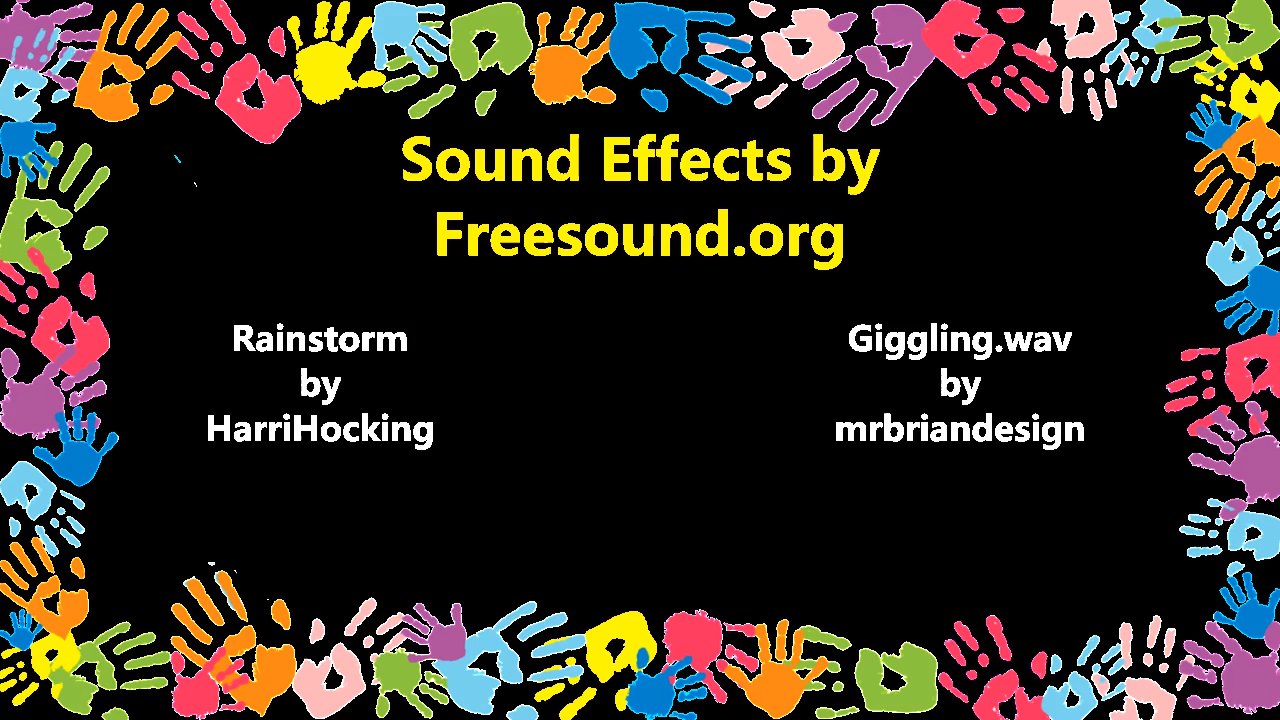 Sound Effects by
Freesound.org
Rainstorm
by
HarriHocking
Giggling.wav
by
mrbriandesign